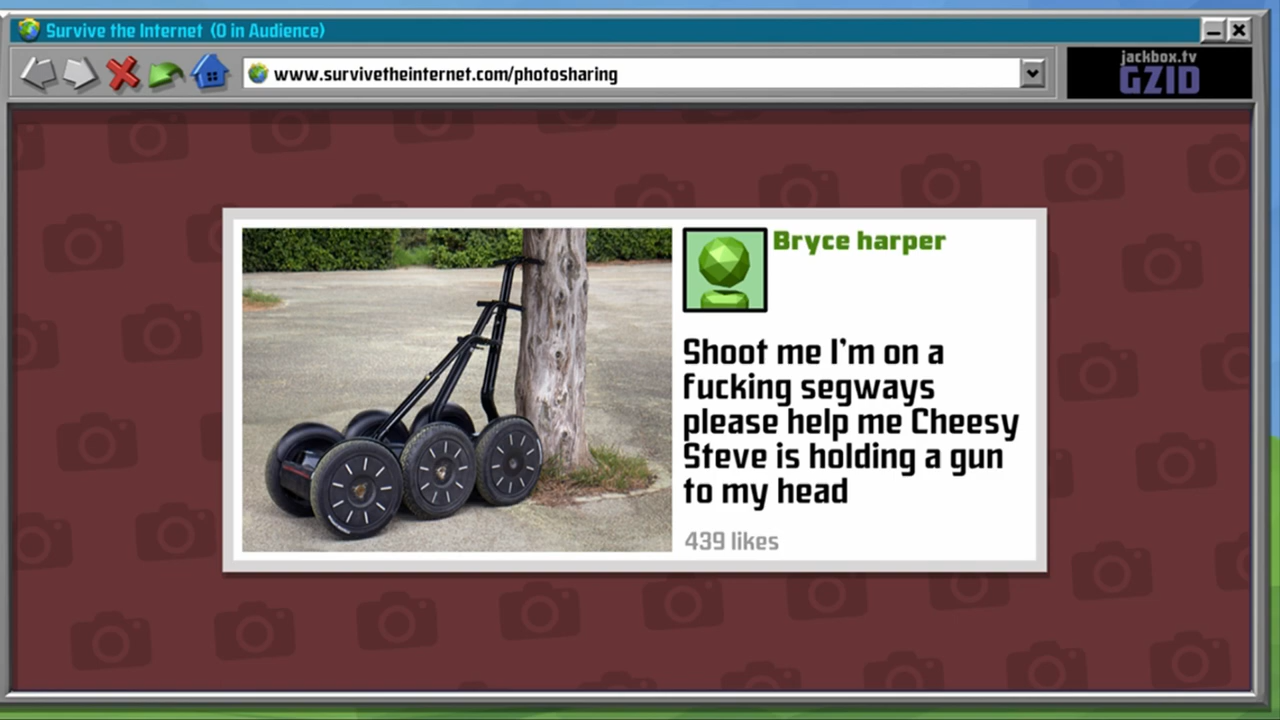 Survive the Internet (0 in Audience)
www.survivetheinternet.com/photosharing
jackbox.tv
GZID
Bryce harper
Shoot me I'm on a
fucking segways
please help me Cheesy
Steve is holding a gun
to my head
439 likes